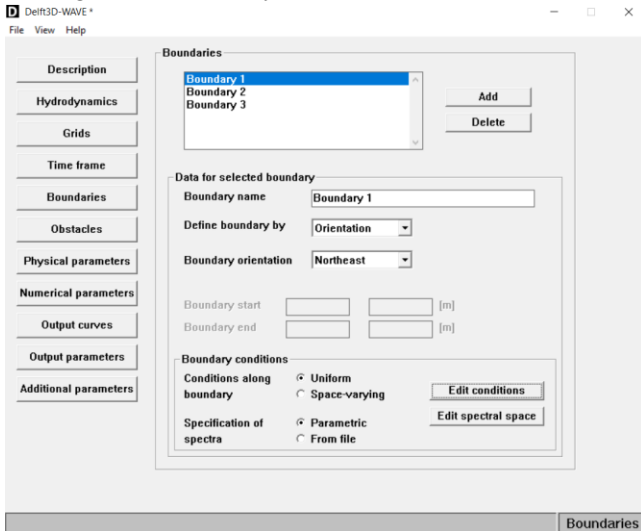 Delft3D-WAVE *
File View Help
Description
Hydrodynamics
Grids
Time frame
Boundaries
Obstacles
Physical parameters
Numerical parameters
Output curves
Output parameters
Additional parameters
Boundaries
Boundary 1
Boundary 2
Boundary 3
Add
Delete
Data for selected boundary
Boundary name Boundary 1
Define boundary by Orientation
Boundary orientation Northeast
Boundary start [m]
Boundary end [m]
Boundary conditions
Conditions along boundary
Uniform
Space-varying
Edit conditions
Specification of spectra
Parametric
From file
Edit spectral space
Boundaries